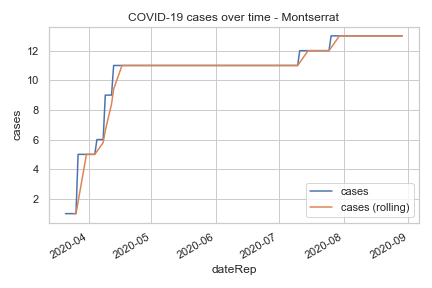 COVID-19 cases over time - Montserrat
12
10
8
6
4
2
cases
cases
cases (rolling)
2020-04
2020-05
2020-06
2020-07
2020-08
2020-09
dateRep